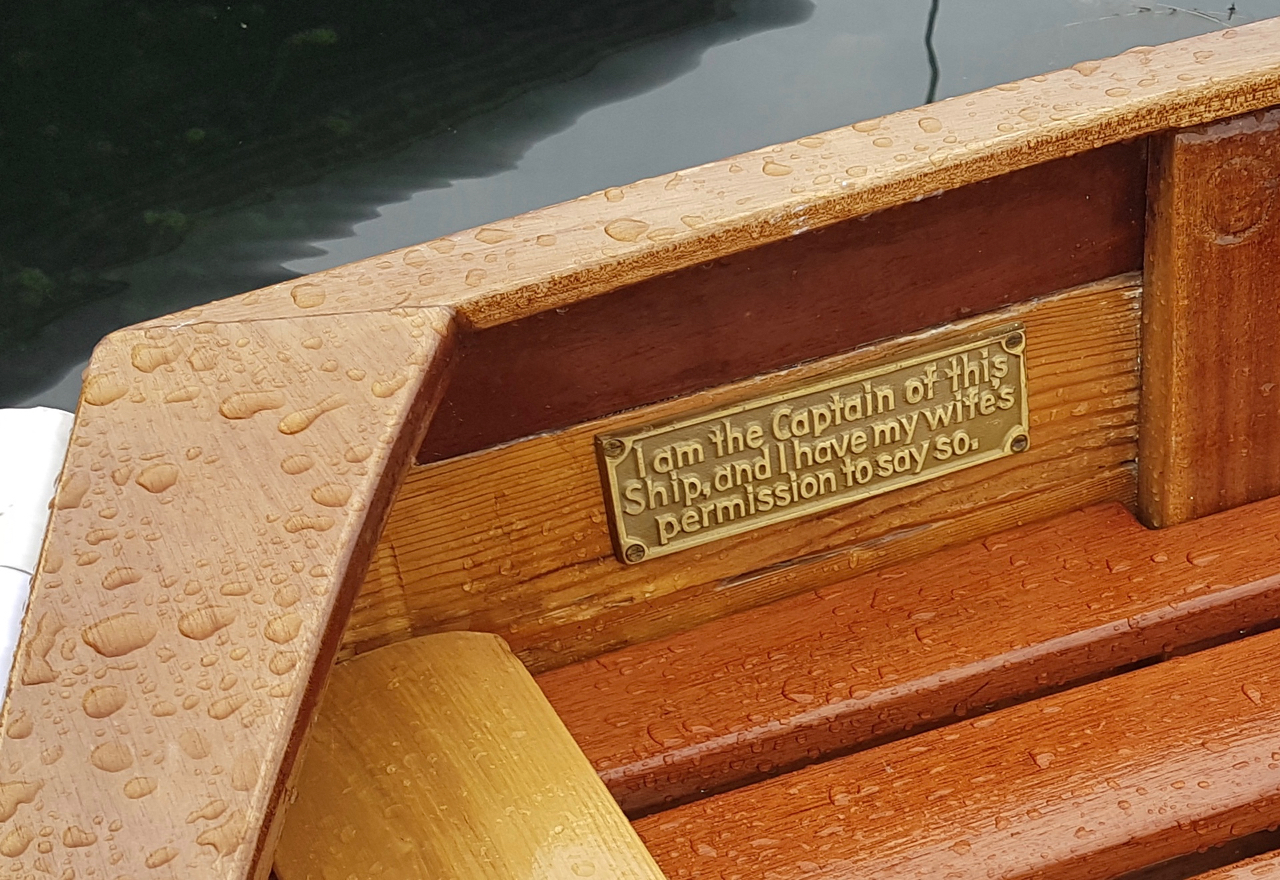 I am the Captain of this
Ship, and I have my wife's
permission to say so.